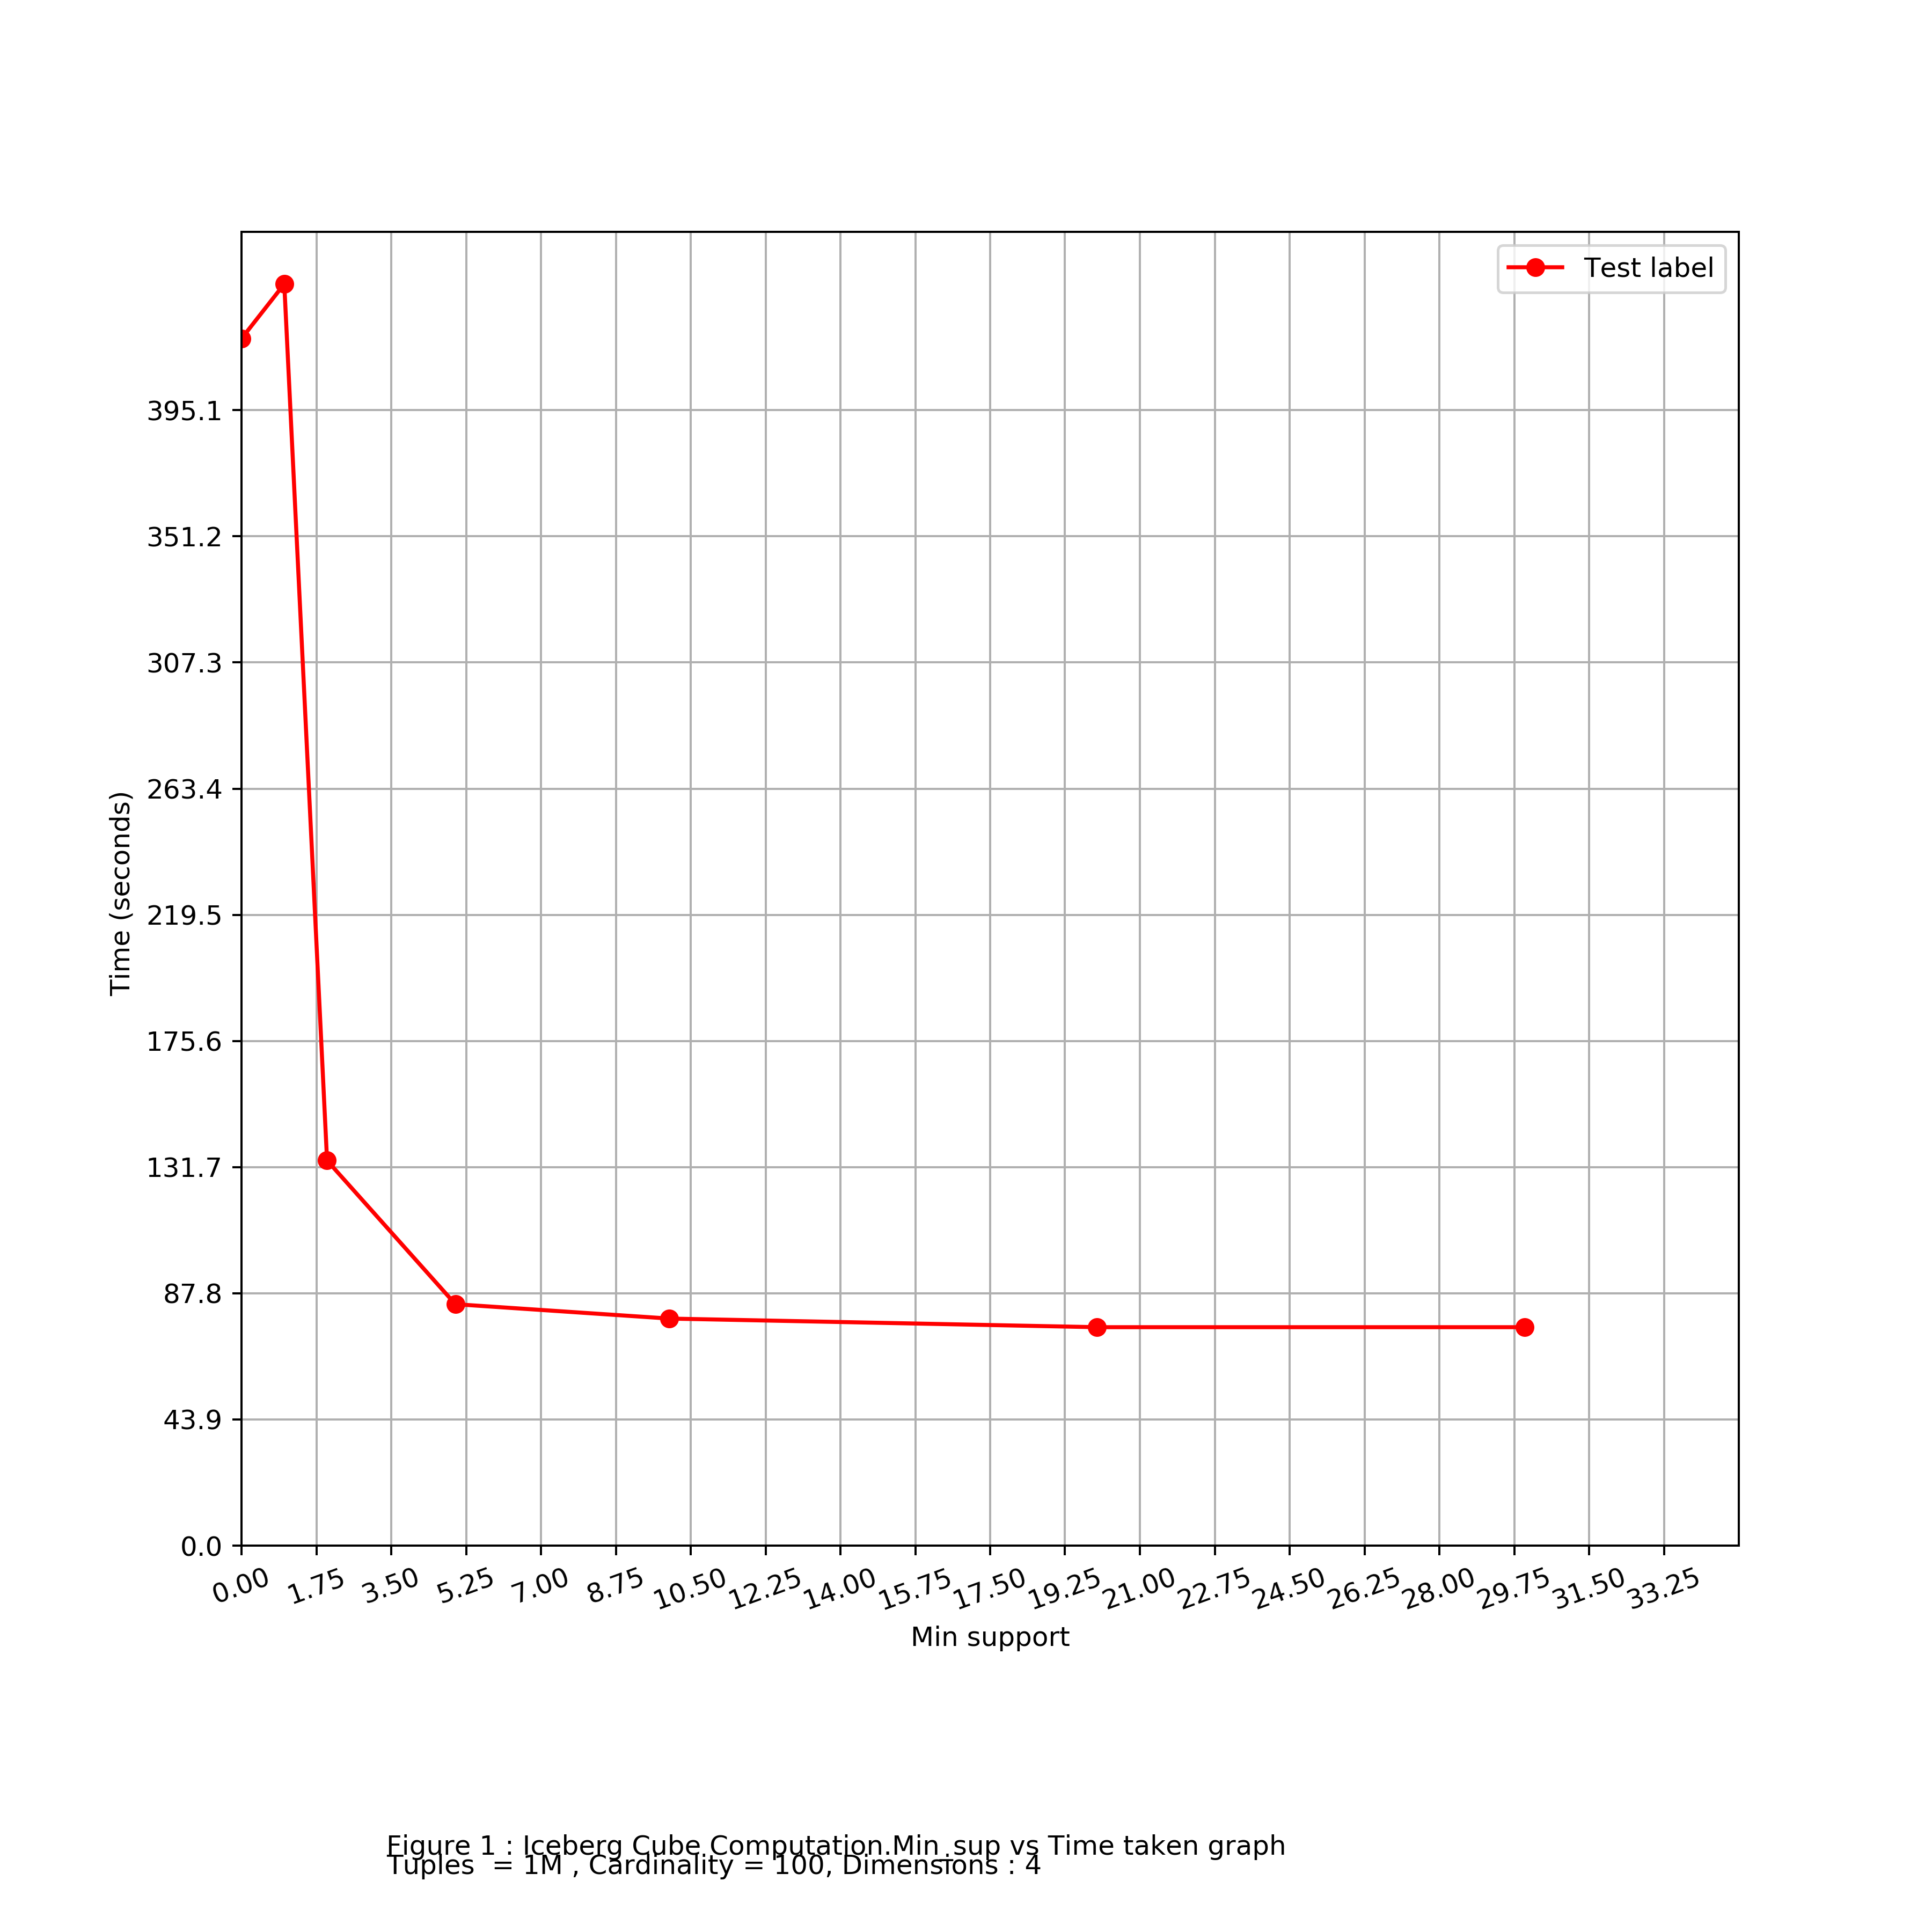 Test label
395.1
351.2
307.3
263.4
219.5
175.6
131.7
87.8
43.9
0.0
Time (seconds)
0.00 1.75 3.50 5.25 7.00 8.75 10.50 12.25 14.00 15.75 17.50 19.25 21.00 22.75 24.50 26.25 28.00 29.75 31.50 33.25
Min support
Figure 1 : Iceberg Cube Computation.Min_sup vs Time taken graph
Tuples  = 1M , Cardinality = 100, Dimensions : 4